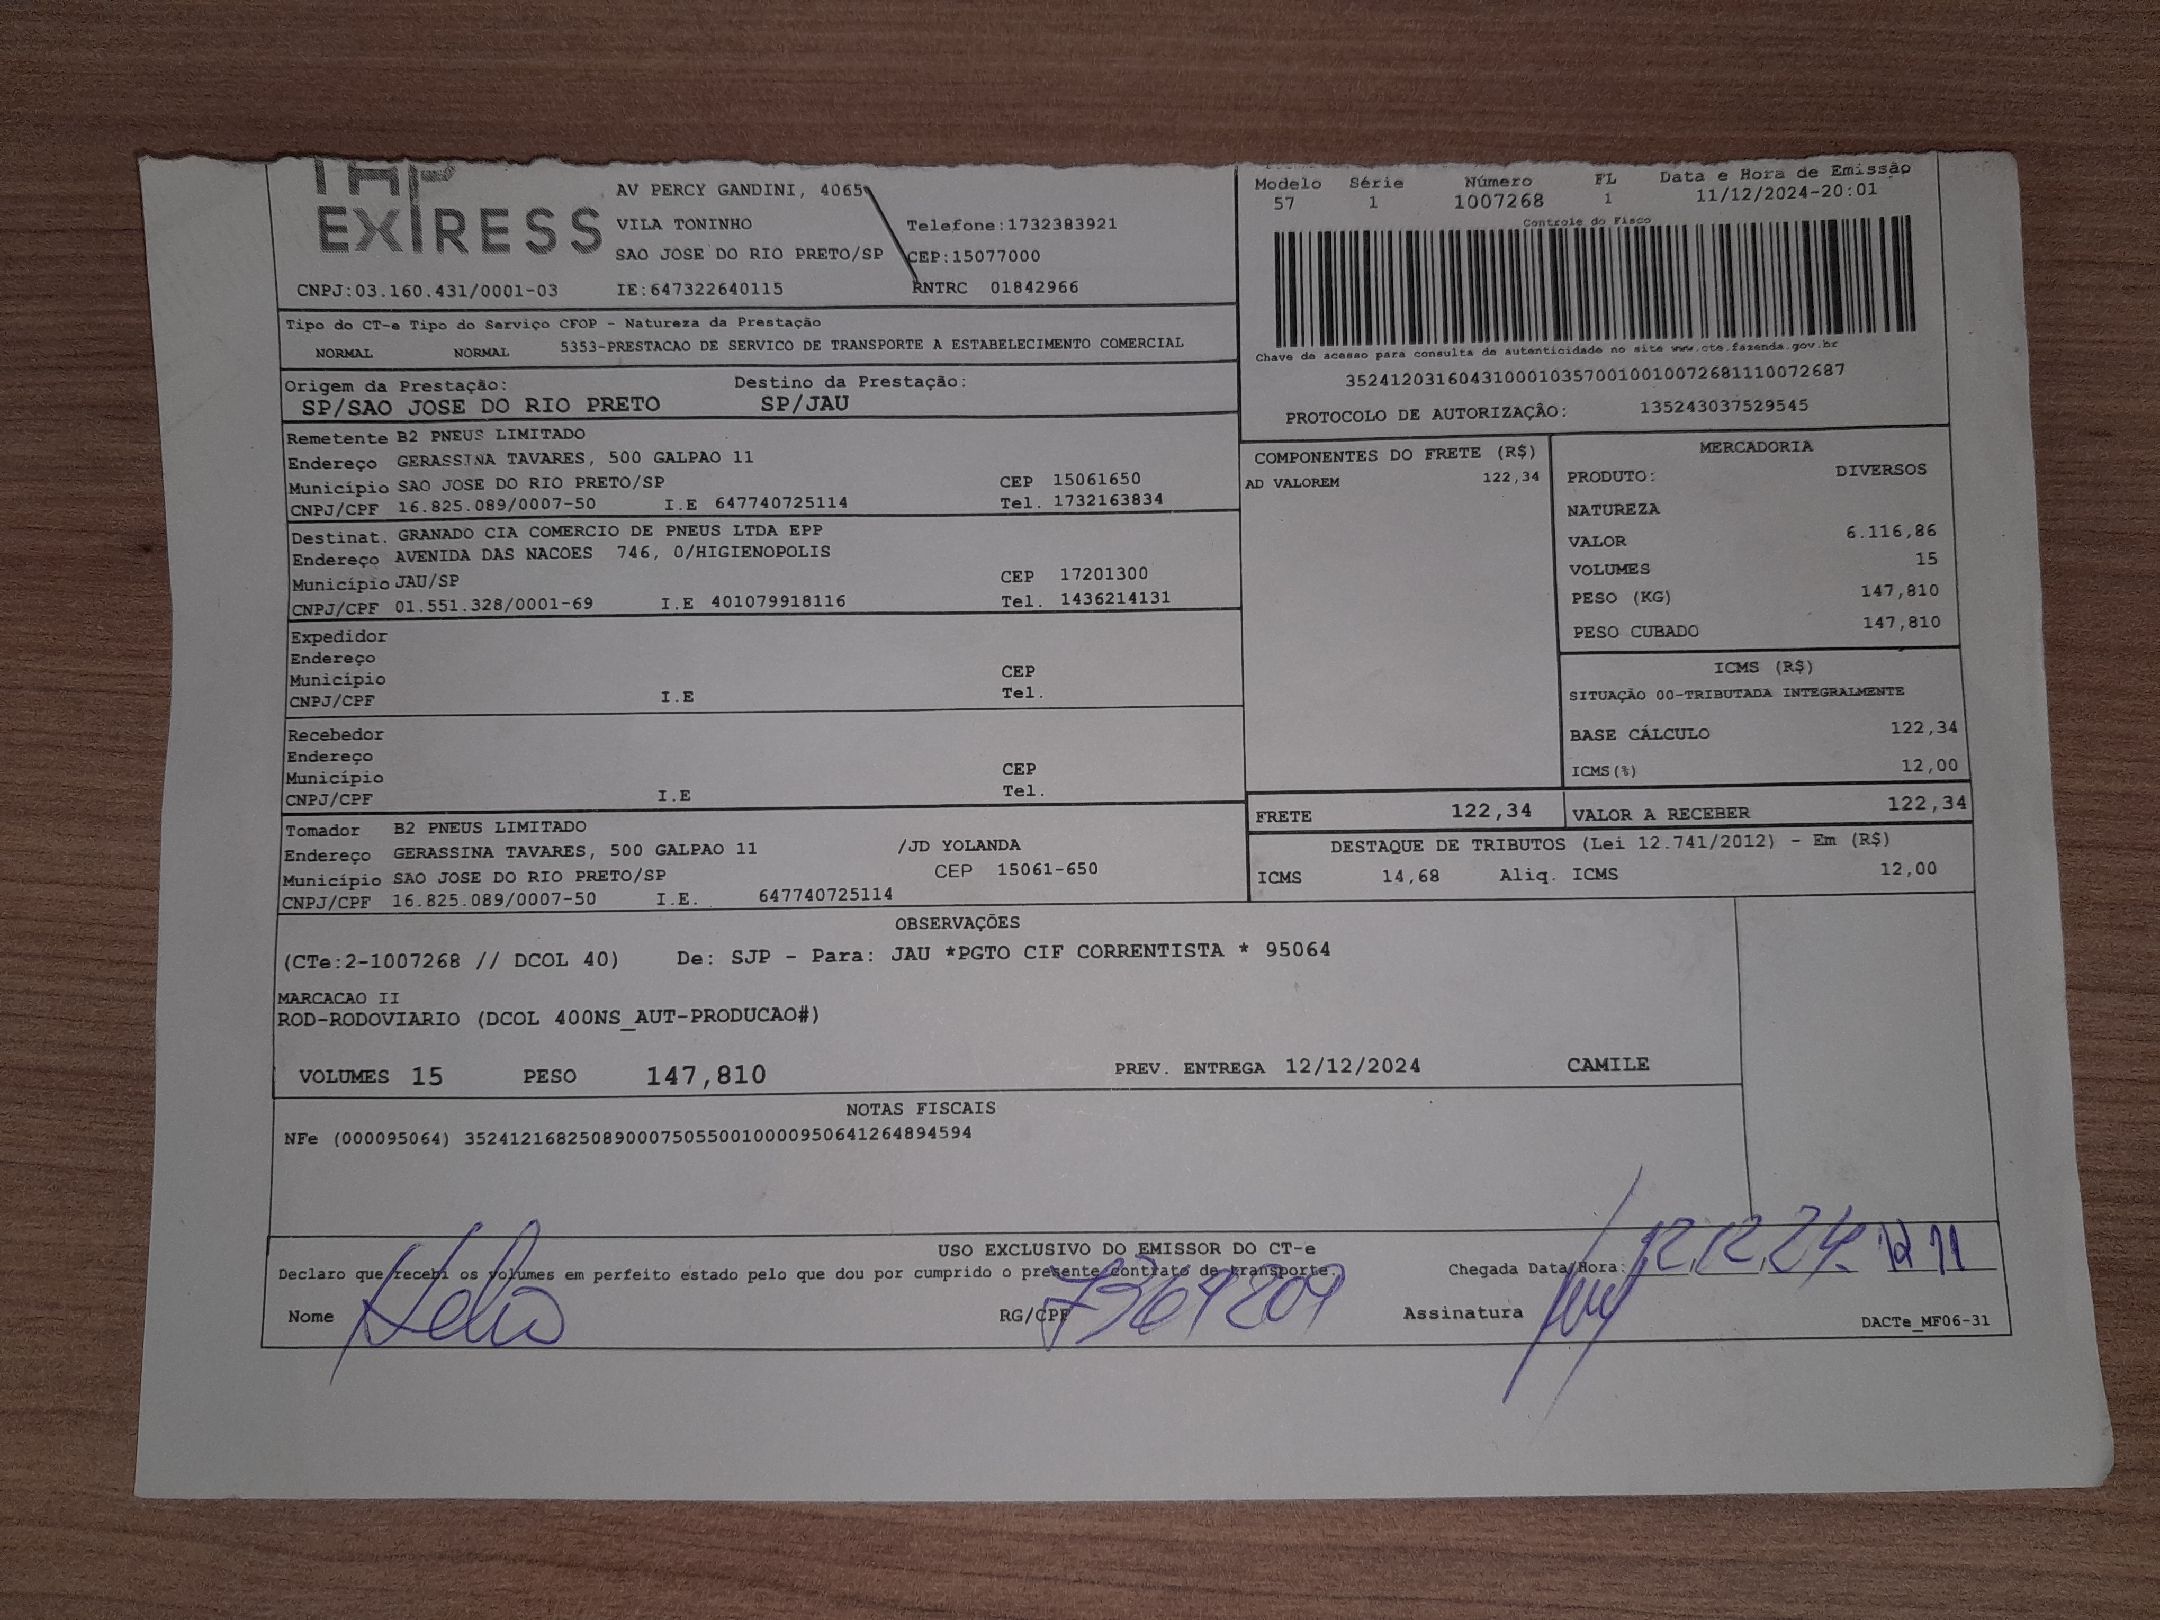 EXPRESS
AV PERCY GANDINI, 4065
VILA TONINHO
Telefone:1732383921
SAO JOSE DO RIO PRETO/SP CEP:15077000
CNPJ:03.160.431/0001-03 IE:647322640115 RNTRC 01842966
Modelo Série Número FL Data e Hora de Emissão
57 1 1007268 1 11/12/2024-20:01
Controle do Fisco
Chave de acesso para consulta de autenticidade no site www.cte.fazenda.gov.br
35241203160431000103570010010072681110072687
PROTOCOLO DE AUTORIZAÇÃO: 135243037529545
Tipo do CT-e Tipo do Serviço CFOP - Natureza da Prestação
NORMAL NORMAL 5353-PRESTACAO DE SERVICO DE TRANSPORTE A ESTABELECIMENTO COMERCIAL
Origem da Prestação: Destino da Prestação:
SP/SAO JOSE DO RIO PRETO SP/JAU
Remetente B2 PNEUS LIMITADO
Endereço GERASSINA TAVARES, 500 GALPAO 11
Município SAO JOSE DO RIO PRETO/SP CEP 15061650
CNPJ/CPF 16.825.089/0007-50 I.E 647740725114 Tel. 1732163834
Destinat. GRANADO CIA COMERCIO DE PNEUS LTDA EPP
Endereço AVENIDA DAS NACOES 746, 0/HIGIENOPOLIS
Município JAU/SP CEP 17201300
CNPJ/CPF 01.551.328/0001-69 I.E 401079918116 Tel. 1436214131
Expedidor
Endereço
Município CEP
CNPJ/CPF I.E Tel.
Recebedor
Endereço
Município CEP
CNPJ/CPF I.E Tel.
Tomador B2 PNEUS LIMITADO
Endereço GERASSINA TAVARES, 500 GALPAO 11 /JD YOLANDA
Município SAO JOSE DO RIO PRETO/SP CEP 15061-650
CNPJ/CPF 16.825.089/0007-50 I.E. 647740725114
COMPONENTES DO FRETE (R$)
AD VALOREM 122,34
MERCADORIA
PRODUTO: DIVERSOS
NATUREZA
VALOR 6.116,86
VOLUMES 15
PESO (KG) 147,810
PESO CUBADO 147,810
ICMS (R$)
SITUAÇÃO 00-TRIBUTADA INTEGRALMENTE
BASE CÁLCULO 122,34
ICMS(%) 12,00
FRETE 122,34 VALOR A RECEBER 122,34
DESTAQUE DE TRIBUTOS (Lei 12.741/2012) - Em (R$)
ICMS 14,68 Aliq. ICMS 12,00
OBSERVAÇÕES
(CTe:2-1007268 // DCOL 40) De: SJP - Para: JAU *PGTO CIF CORRENTISTA * 95064
MARCACAO II
ROD-RODOVIARIO (DCOL 400NS_AUT-PRODUCAO#)
VOLUMES 15 PESO 147,810 PREV. ENTREGA 12/12/2024 CAMILE
NOTAS FISCAIS
NFe (000095064) 35241216825089000750550010000950641264894594
USO EXCLUSIVO DO EMISSOR DO CT-e
Declaro que recebi os volumes em perfeito estado pelo que dou por cumprido o presente contrato de transporte.
Chegada Data/Hora: 12.12.24
Nome RG/CPF Assinatura
DACTe_MF06-31